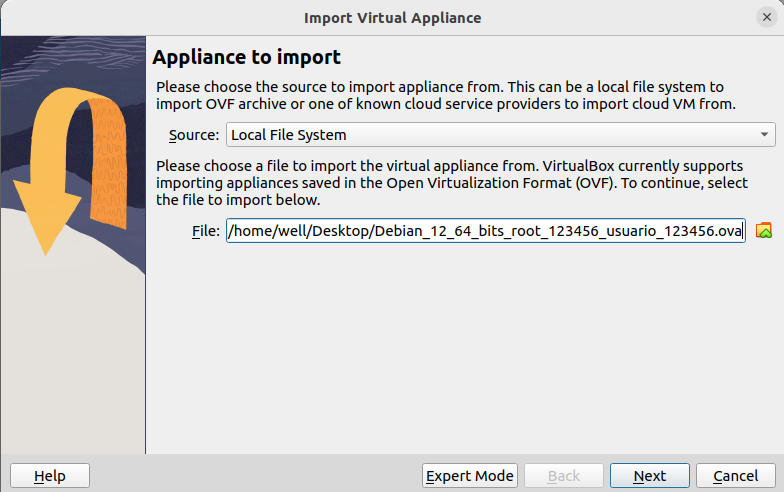 Import Virtual Appliance
Appliance to import
Please choose the source to import appliance from. This can be a local file system to
import OVF archive or one of known cloud service providers to import cloud VM from.
Source: Local File System
Please choose a file to import the virtual appliance from. VirtualBox currently supports
importing appliances saved in the Open Virtualization Format (OVF). To continue, select
the file to import below.
File: /home/well/Desktop/Debian_12_64_bits_root_123456_usuario_123456.ova
Help Expert Mode Back Next Cancel